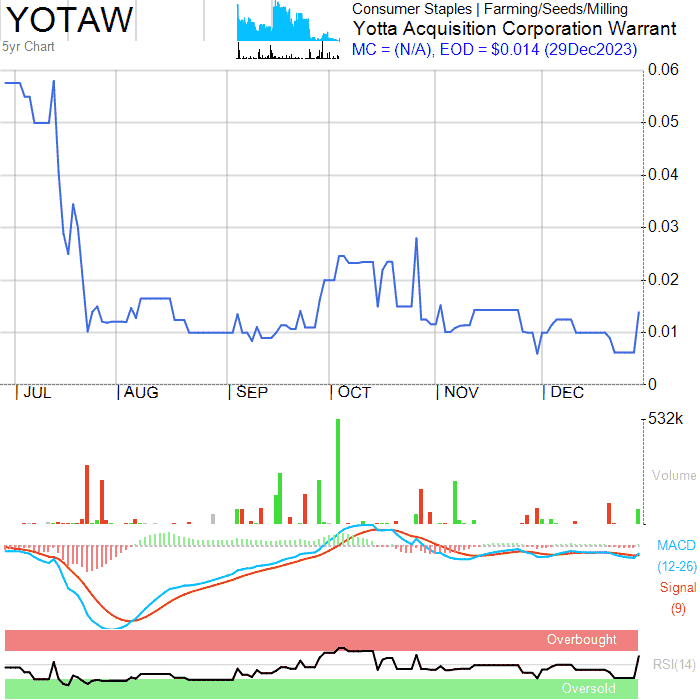 YOTAW
5yr Chart
Consumer Staples | Farming/Seeds/Milling
Yotta Acquisition Corporation Warrant
MC = (N/A), EOD = $0.014 (29Dec2023)
0.06
0.05
0.04
0.03
0.02
0.01
0
JUL AUG SEP OCT NOV DEC
532k
Volume
MACD
(12-26)
Signal
(9)
Overbought
RSI(14)
Oversold